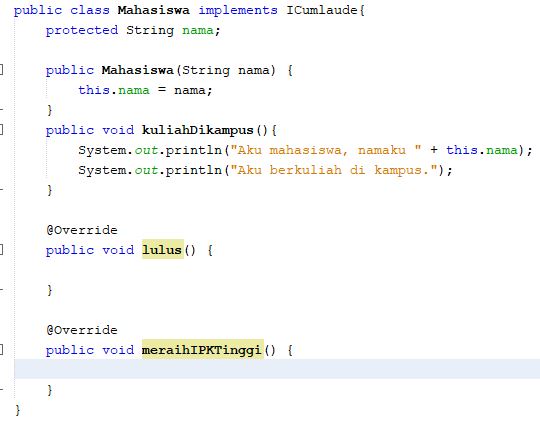 public class Mahasiswa implements ICumlaude{
    protected String nama;

    public Mahasiswa(String nama) {
        this.nama = nama;
    }
    public void kuliahDikampus(){
        System.out.println("Aku mahasiswa, namaku " + this.nama);
        System.out.println("Aku berkuliah di kampus.");
    }

    @Override
    public void lulus() {

    }

    @Override
    public void meraihIPKTinggi() {

    }
}